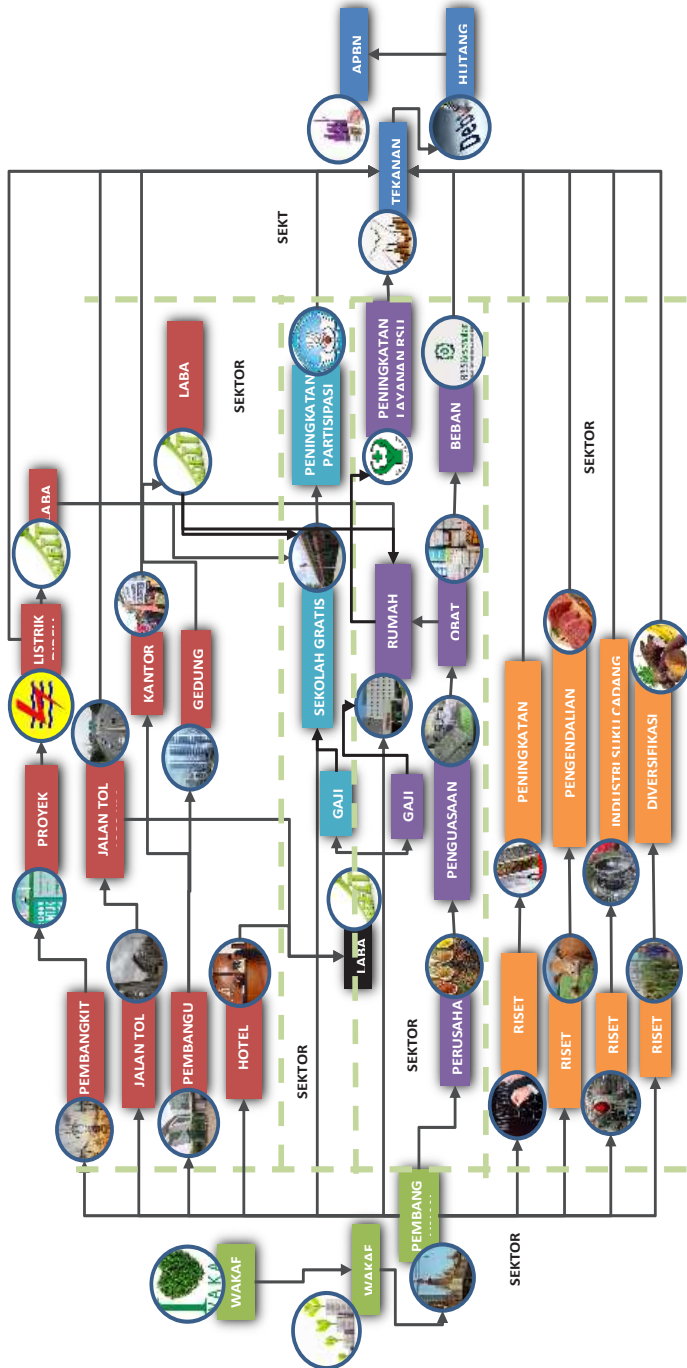 WAKAF
WAKAF
PEMBANG
SEKTOR
PEMBANGKIT
PROYEK
LISTRIK
LABA
JALAN TOL
JALAN TOL
PEMBANGU
KANTOR
GEDUNG
LABA
HOTEL
SEKTOR
SEKTOR
LABA
GAJI
SEKOLAH GRATIS
PENINGKATAN
PARTISIPASI
SEKT
GAJI
RUMAH
PENINGKATAN
LAYANAN RSU
SEKTOR
PERUSAHA
PENGUASAAN
OBAT
BEBAN
RISET
PENINGKATAN
RISET
PENGENDALIAN
RISET
INDUSTRI SUKU CADANG
RISET
DIVERSIFIKASI
SEKTOR
TEKANAN
HUTANG
Debt
APBN